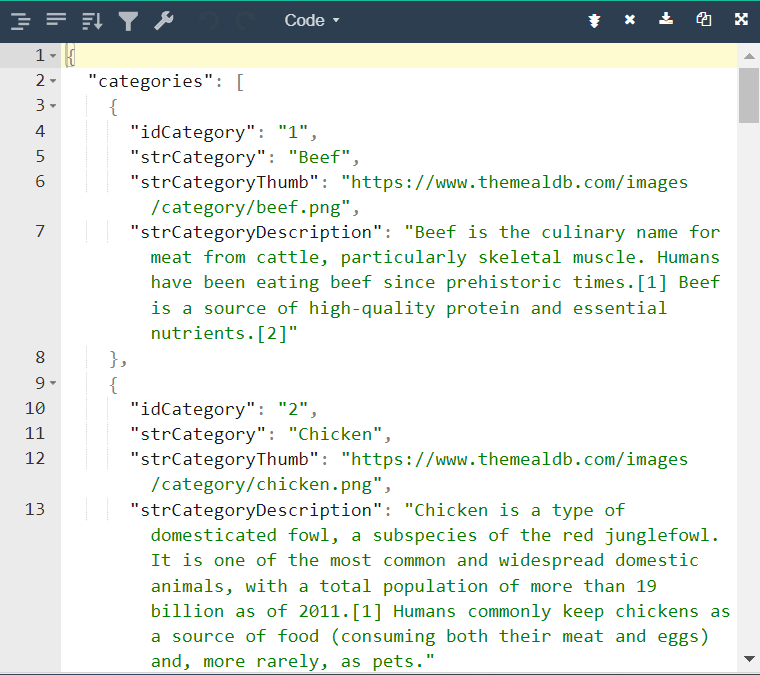 Code
1 {
2 "categories": [
3 {
4 "idCategory": "1",
5 "strCategory": "Beef",
6 "strCategoryThumb": "https://www.themealdb.com/images
/category/beef.png",
7 "strCategoryDescription": "Beef is the culinary name for
meat from cattle, particularly skeletal muscle. Humans
have been eating beef since prehistoric times.[1] Beef
is a source of high-quality protein and essential
nutrients.[2]"
8 },
9 {
10 "idCategory": "2",
11 "strCategory": "Chicken",
12 "strCategoryThumb": "https://www.themealdb.com/images
/category/chicken.png",
13 "strCategoryDescription": "Chicken is a type of
domesticated fowl, a subspecies of the red junglefowl.
It is one of the most common and widespread domestic
animals, with a total population of more than 19
billion as of 2011.[1] Humans commonly keep chickens as
a source of food (consuming both their meat and eggs)
and, more rarely, as pets."